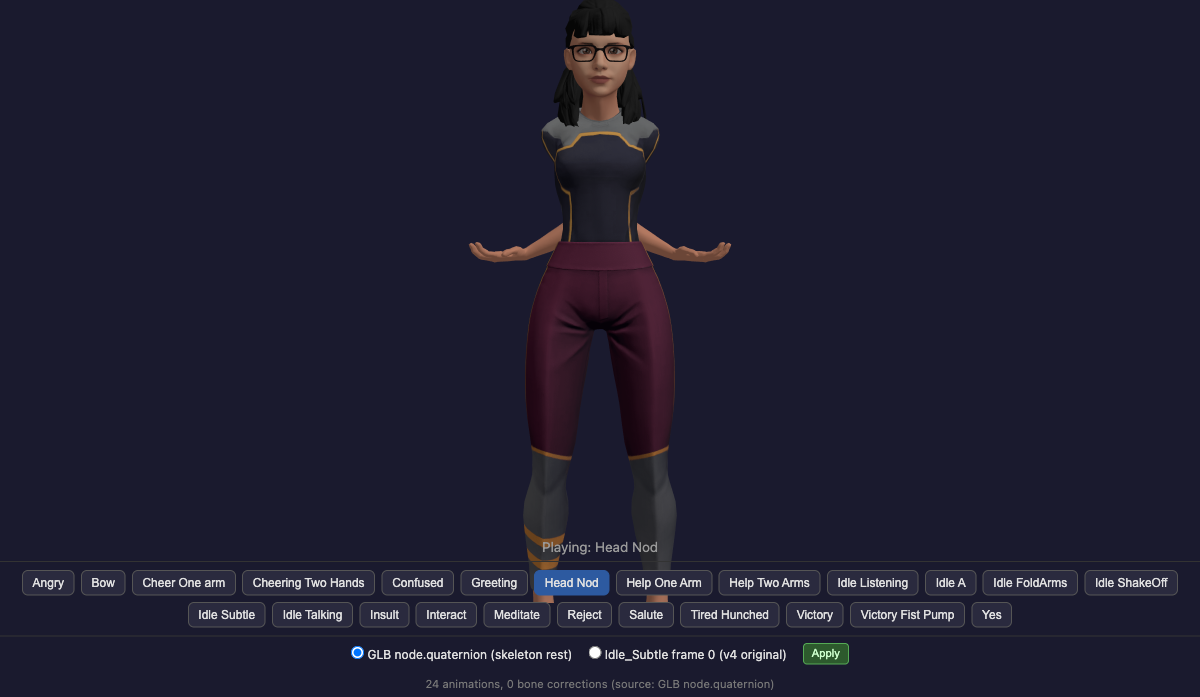 Playing: Head Nod
Angry Bow Cheer One arm Cheering Two Hands Confused Greeting Head Nod Help One Arm Help Two Arms Idle Listening Idle A Idle FoldArms Idle ShakeOff
Idle Subtle Idle Talking Insult Interact Meditate Reject Salute Tired Hunched Victory Victory Fist Pump Yes
GLB node.quaternion (skeleton rest) Idle_Subtle frame 0 (v4 original) Apply
24 animations, 0 bone corrections (source: GLB node.quaternion)